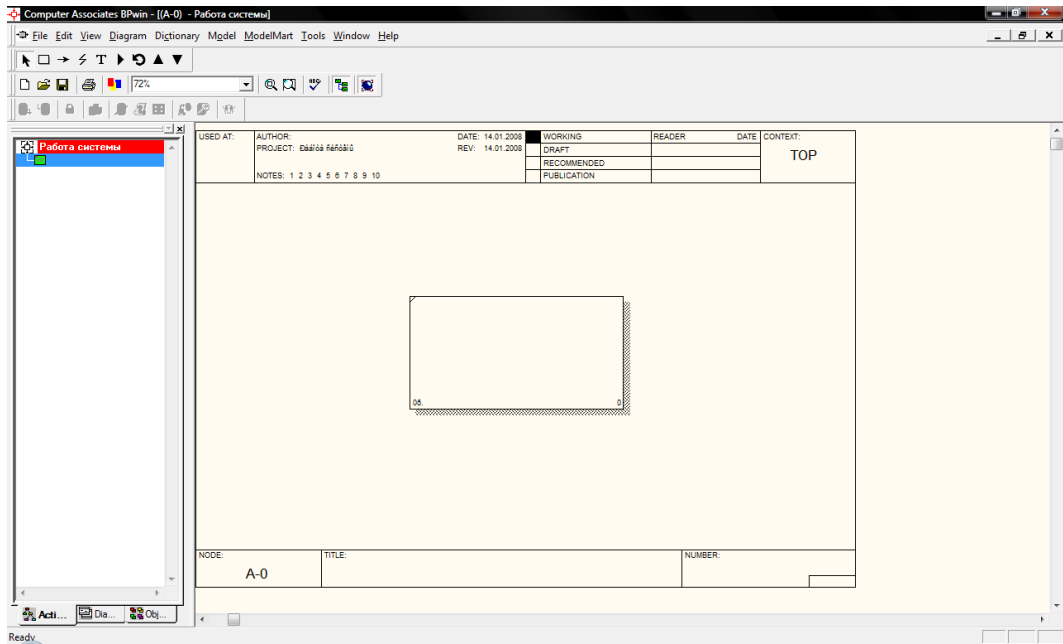 Computer Associates BPwin - [(A-0) - Работа системы]
File Edit View Diagram Dictionary Model ModelMart Tools Window Help
72%
Работа системы
USED AT: AUTHOR: DATE: 14.01.2008 WORKING READER DATE CONTEXT:
PROJECT: Ðàáîòà ñèñòåìû REV: 14.01.2008 DRAFT TOP
RECOMMENDED
NOTES: 1 2 3 4 5 6 7 8 9 10 PUBLICATION
0
NODE: TITLE: NUMBER:
A-0
Acti... Dia... Obj...
Ready